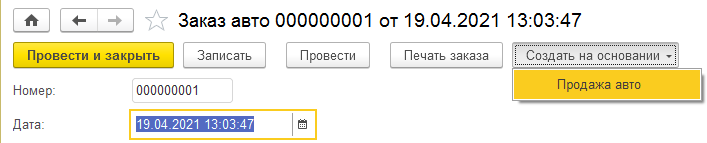 Заказ авто 000000001 от 19.04.2021 13:03:47
Провести и закрыть Записать Провести Печать заказа Создать на основании
Продажа авто
Номер: 000000001
Дата: 19.04.2021 13:03:47